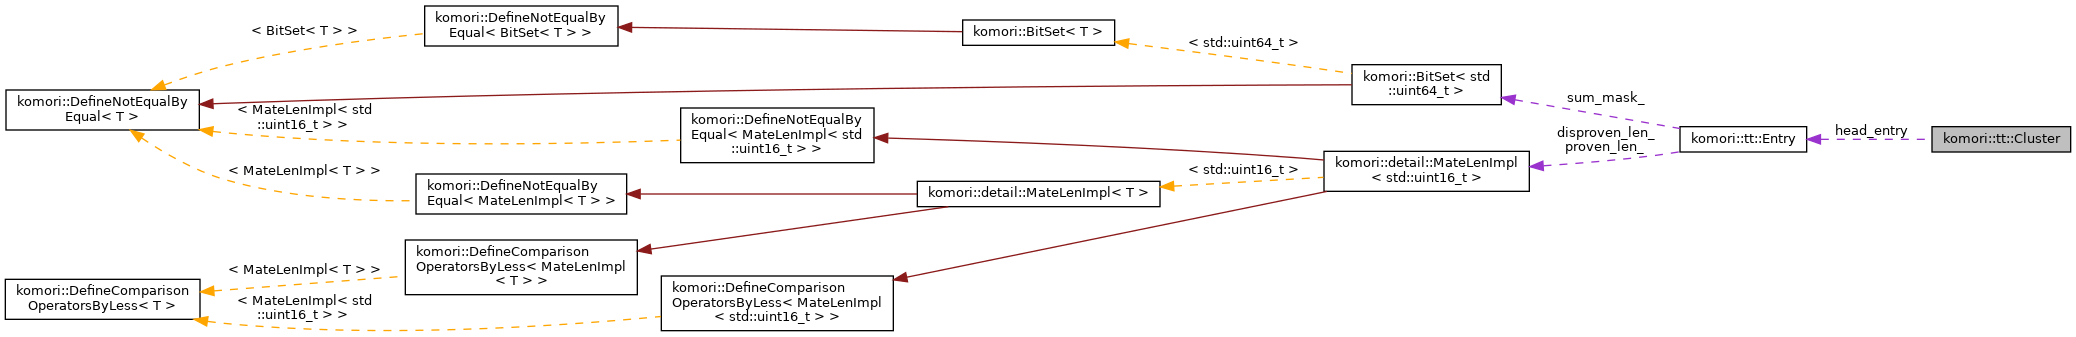 komori::DefineNotEqualBy
Equal< BitSet< T > >
< BitSet< T > >
komori::BitSet< T >
< std::uint64_t >
komori::BitSet< std
::uint64_t >
komori::DefineNotEqualBy
Equal< T >
< MateLenImpl< std
::uint16_t > >
komori::DefineNotEqualBy
Equal< MateLenImpl< std
::uint16_t > >
sum_mask_
disproven_len_
proven_len_
komori::tt::Entry
head_entry
komori::tt::Cluster
< MateLenImpl< T > >
komori::DefineNotEqualBy
Equal< MateLenImpl< T > >
komori::detail::MateLenImpl< T >
< std::uint16_t >
komori::detail::MateLenImpl
< std::uint16_t >
komori::DefineComparison
OperatorsByLess< MateLenImpl
< T > >
< MateLenImpl< T > >
komori::DefineComparison
OperatorsByLess< T >
< MateLenImpl< std
::uint16_t > >
komori::DefineComparison
OperatorsByLess< MateLenImpl
< std::uint16_t > >